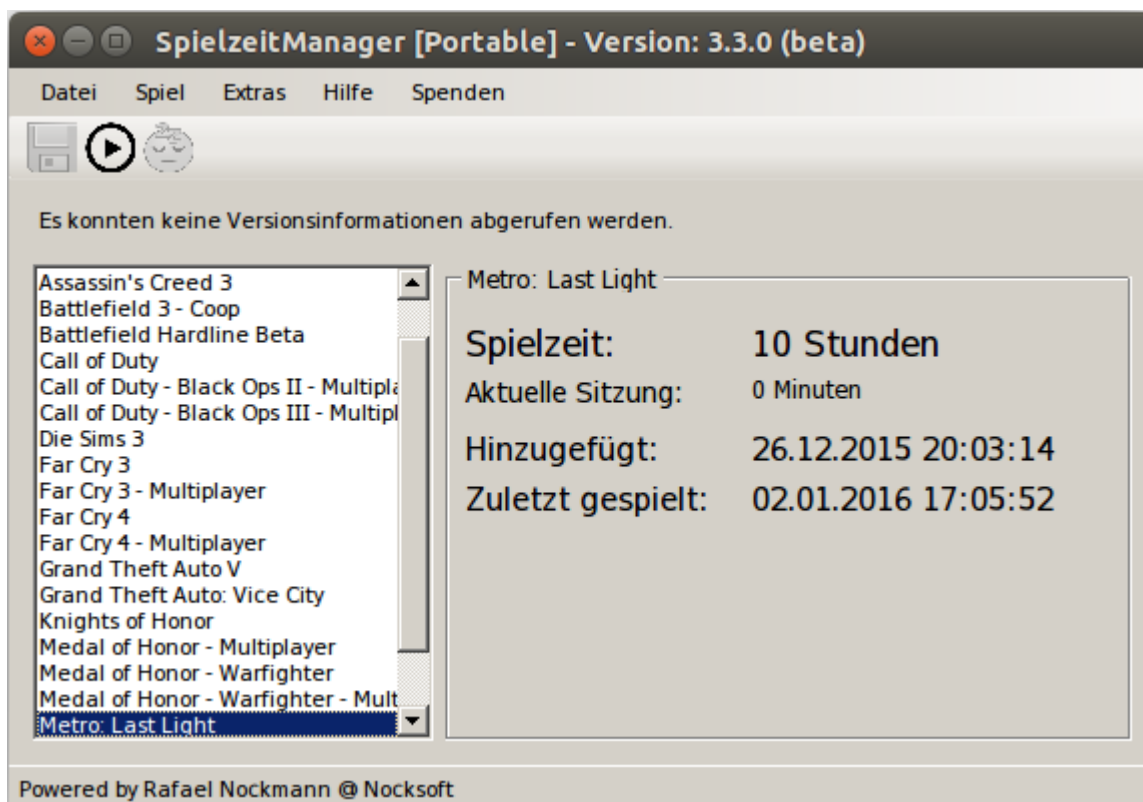 SpielzeitManager [Portable] - Version: 3.3.0 (beta)
Datei Spiel Extras Hilfe Spenden
Es konnten keine Versionsinformationen abgerufen werden.
Assassin's Creed 3
Battlefield 3 - Coop
Battlefield Hardline Beta
Call of Duty
Call of Duty - Black Ops II - Multipla
Call of Duty - Black Ops III - Multipl
Die Sims 3
Far Cry 3
Far Cry 3 - Multiplayer
Far Cry 4
Far Cry 4 - Multiplayer
Grand Theft Auto V
Grand Theft Auto: Vice City
Knights of Honor
Medal of Honor - Multiplayer
Medal of Honor - Warfighter
Medal of Honor - Warfighter - Mult
Metro: Last Light
Metro: Last Light
Spielzeit: 10 Stunden
Aktuelle Sitzung: 0 Minuten
Hinzugefügt: 26.12.2015 20:03:14
Zuletzt gespielt: 02.01.2016 17:05:52
Powered by Rafael Nockmann @ Nocksoft